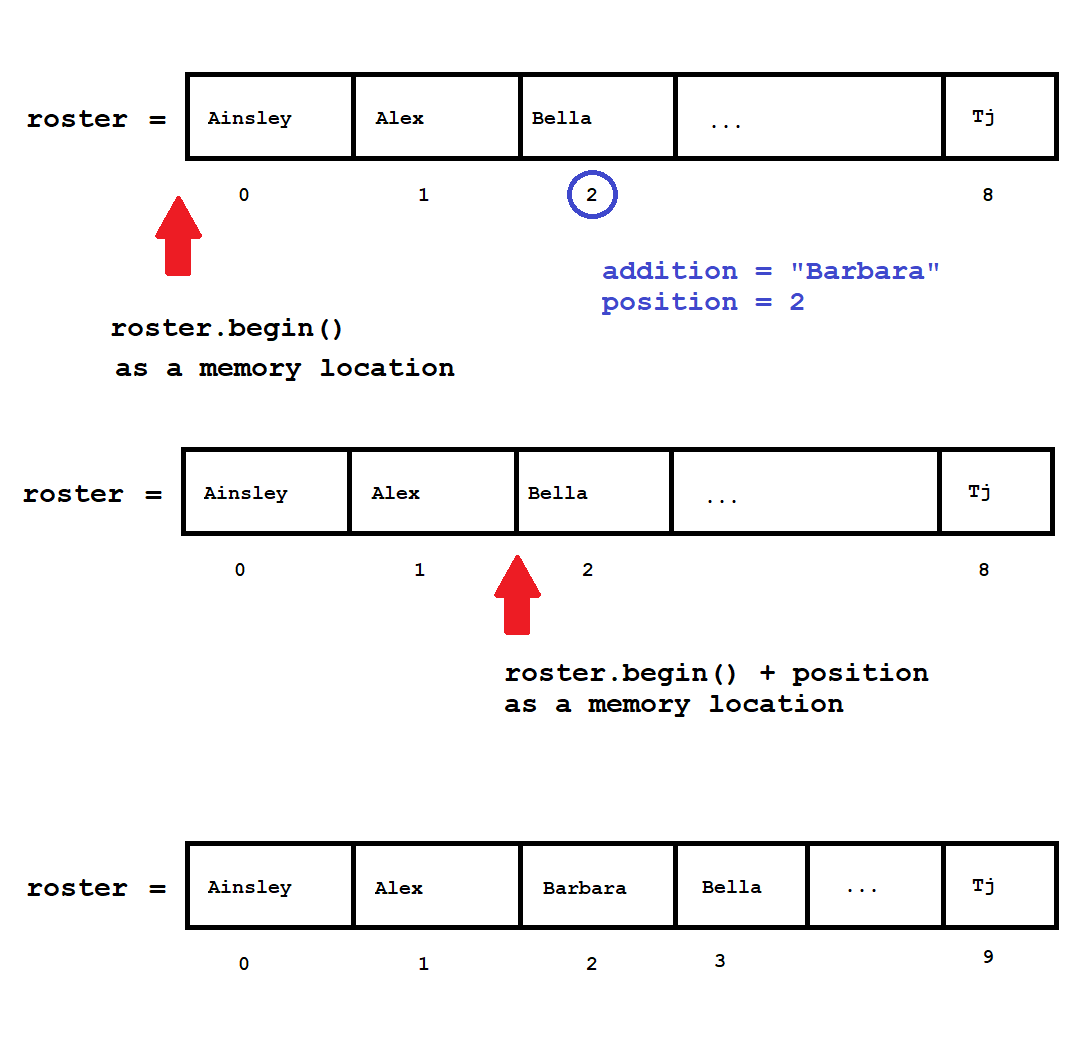 roster = Ainsley Alex Bella ... Tj
0 1 2 8
addition = "Barbara"
position = 2
roster.begin()
as a memory location
roster = Ainsley Alex Bella ... Tj
0 1 2 8
roster.begin() + position
as a memory location
roster = Ainsley Alex Barbara Bella ... Tj
0 1 2 3 9